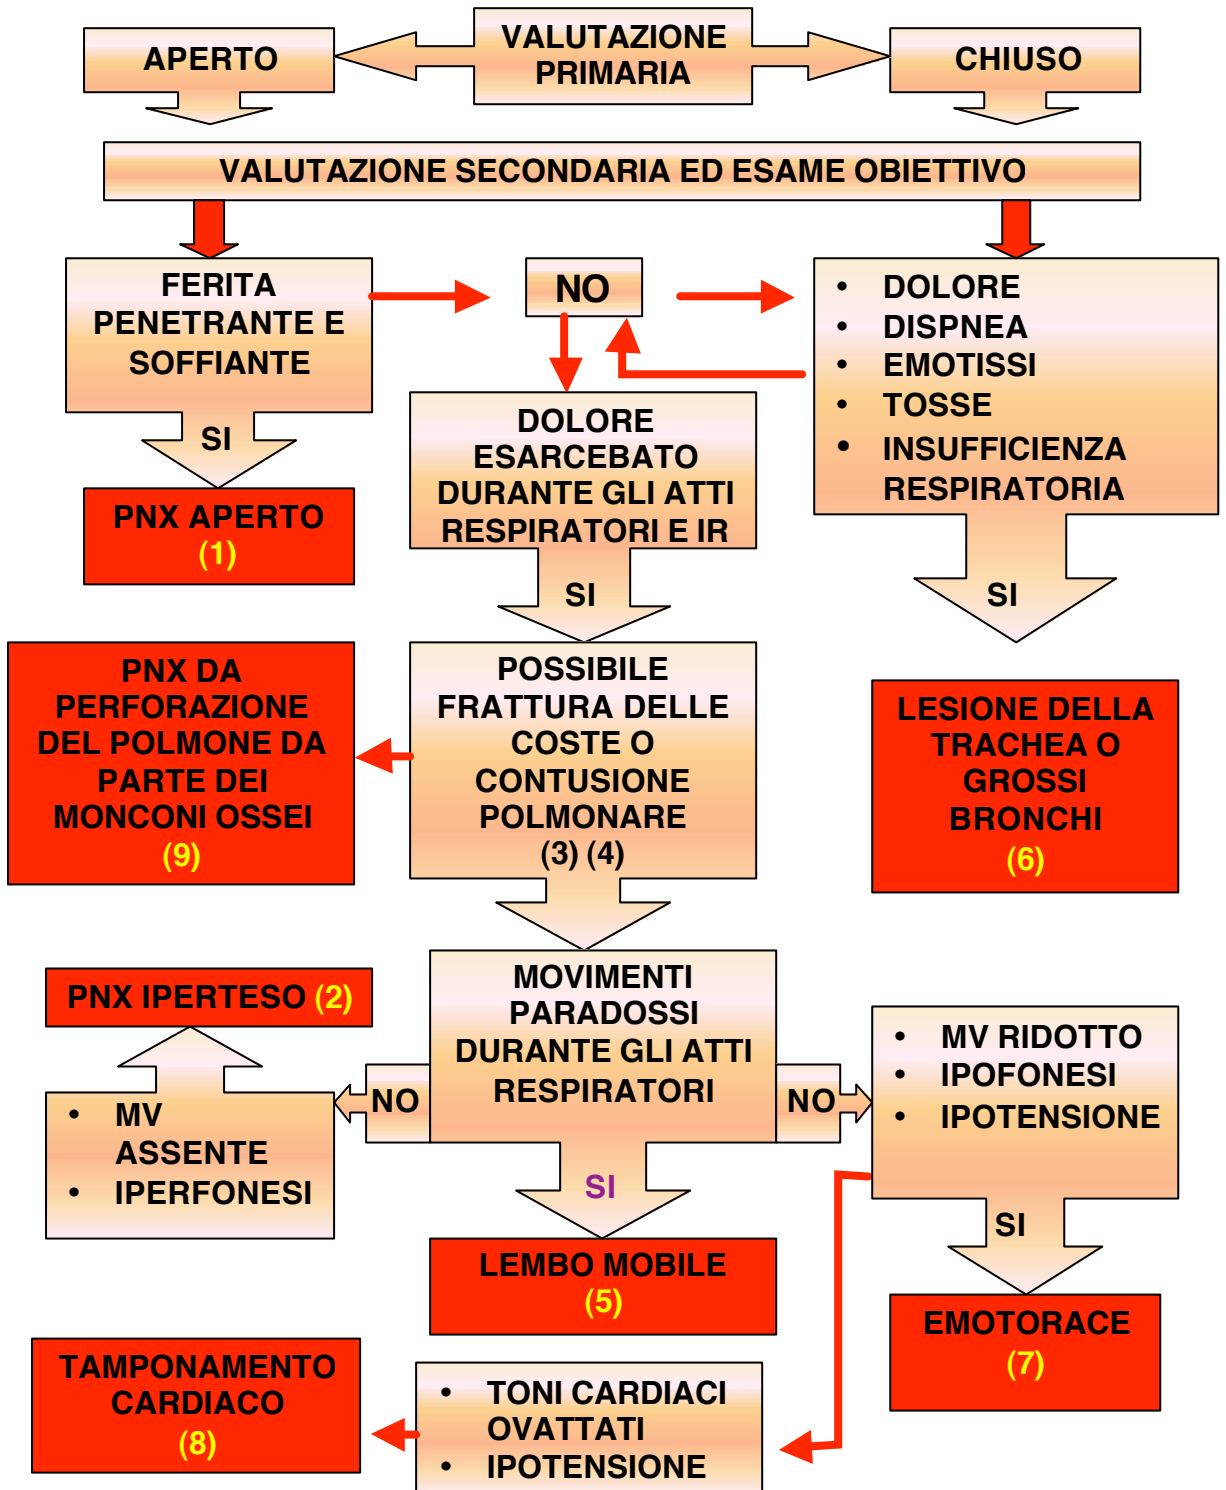 APERTO
VALUTAZIONE
PRIMARIA
CHIUSO
VALUTAZIONE SECONDARIA ED ESAME OBIETTIVO
FERITA
PENETRANTE E
SOFFIANTE
SI
PNX APERTO
(1)
NO
• DOLORE
• DISPNEA
• EMOTISSI
• TOSSE
• INSUFFICIENZA
RESPIRATORIA
SI
DOLORE
ESARCEBATO
DURANTE GLI ATTI
RESPIRATORI E IR
SI
PNX DA
PERFORAZIONE
DEL POLMONE DA
PARTE DEI
MONCONI OSSEI
(9)
POSSIBILE
FRATTURA DELLE
COSTE O
CONTUSIONE
POLMONARE
(3) (4)
LESIONE DELLA
TRACHEA O
GROSSI
BRONCHI
(6)
PNX IPERTESO (2)
MOVIMENTI
PARADOSSI
DURANTE GLI ATTI
RESPIRATORI
NO
NO
• MV
ASSENTE
• IPERFONESI
• MV RIDOTTO
• IPOFONESI
• IPOTENSIONE
SI
SI
LEMBO MOBILE
(5)
EMOTORACE
(7)
TAMPONAMENTO
CARDIACO
(8)
• TONI CARDIACI
OVATTATI
• IPOTENSIONE